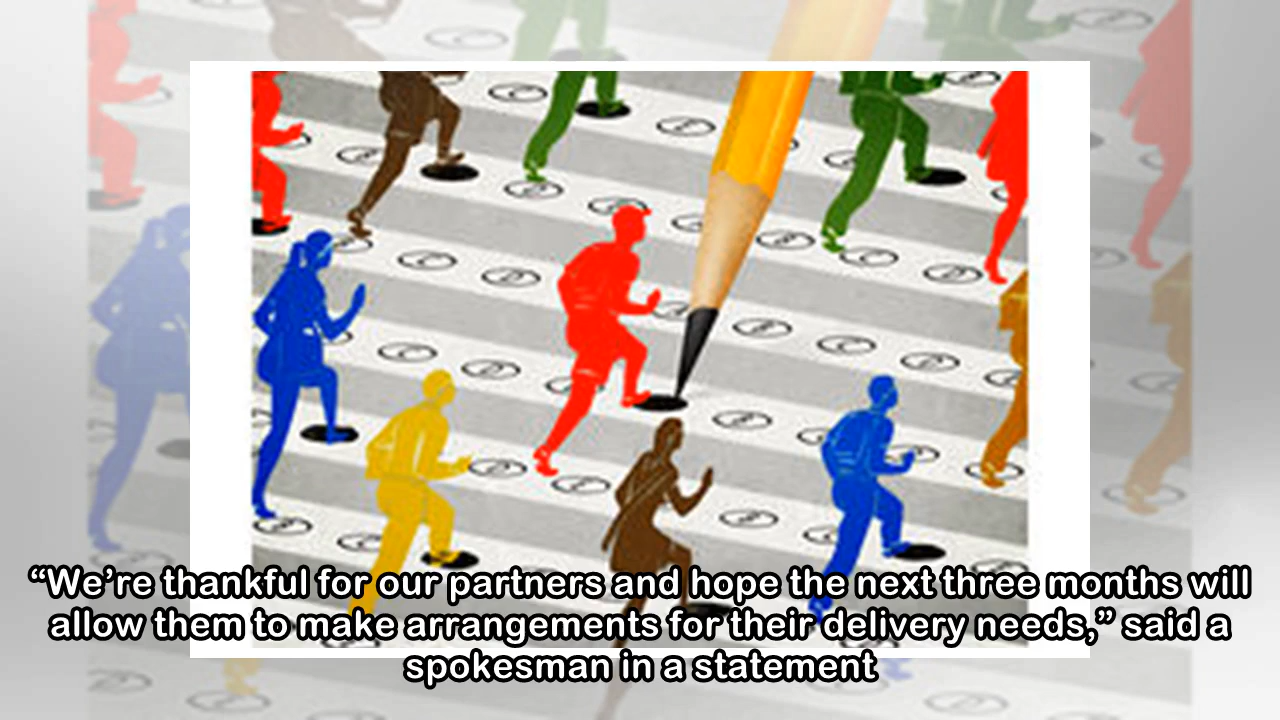 “We’re thankful for our partners and hope the next three months will
allow them to make arrangements for their delivery needs,” said a
spokesman in a statement